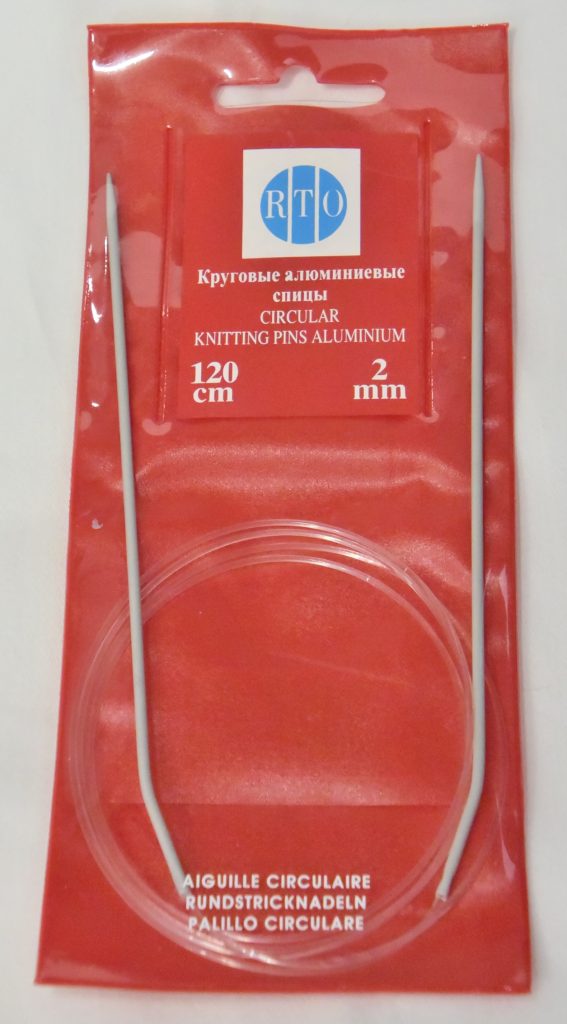 RTO
Круговые алюминиевые
спицы
CIRCULAR
KNITTING PINS ALUMINIUM
120 2
cm mm
AIGUILLE CIRCULAIRE
RUNDSTRICKNADELN
PALILLO CIRCULARE